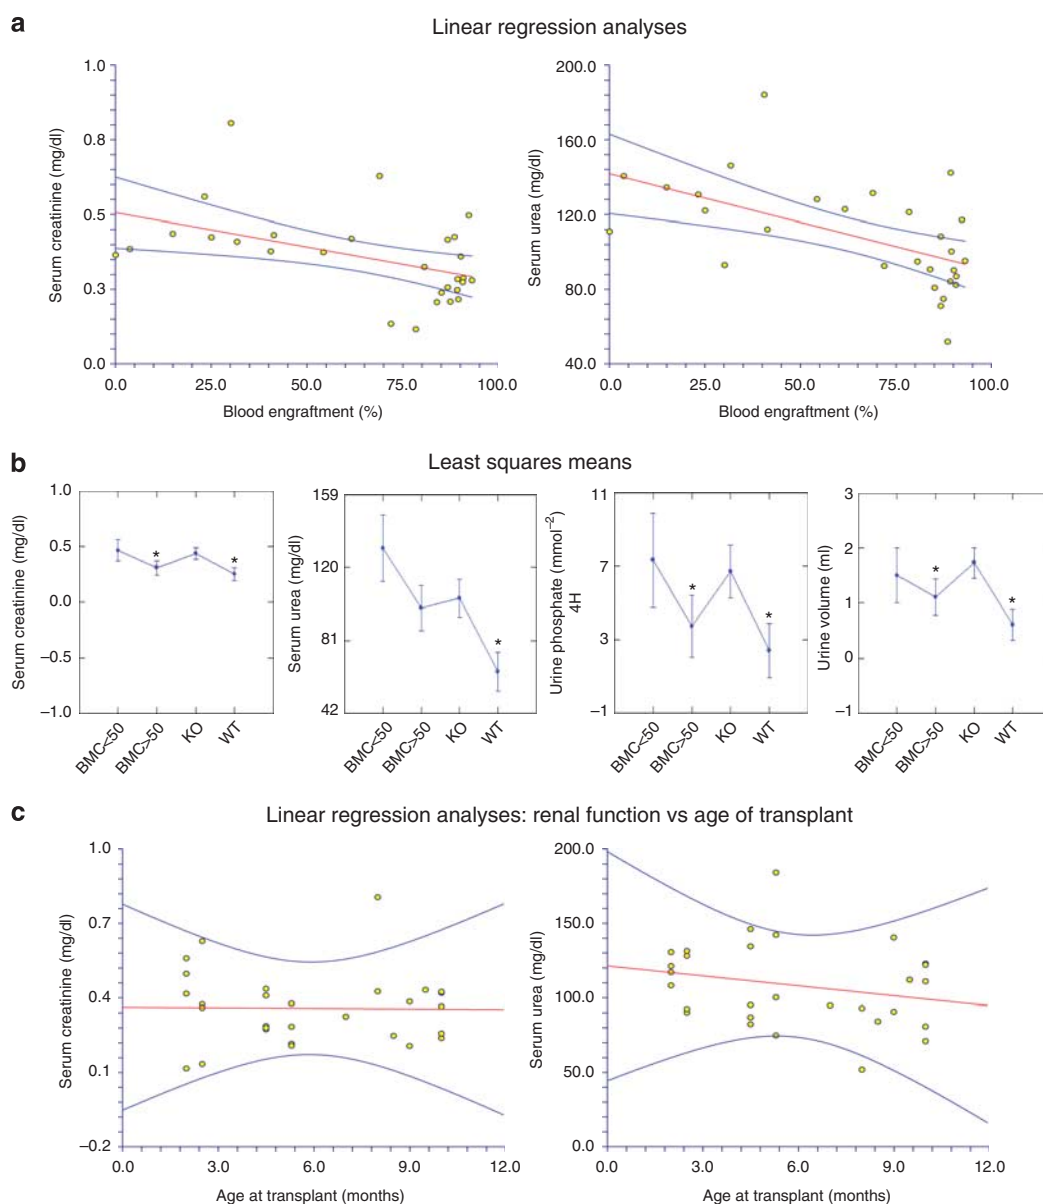 a
Linear regression analyses
Serum creatinine (mg/dl)
1.0
0.8
0.5
0.3
0.0
0.0 25.0 50.0 75.0 100.0
Blood engraftment (%)
Serum urea (mg/dl)
200.0
160.0
120.0
80.0
40.0
0.0 25.0 50.0 75.0 100.0
Blood engraftment (%)
b
Least squares means
Serum creatinine (mg/dl)
1.0
0.5
0.0
−0.5
−1.0
* *
BMC<50 BMC>50 KO WT
Serum urea (mg/dl)
159
120
81
42
*
BMC<50 BMC>50 KO WT
Urine phosphate (mmol⁻²)
4H
11
7
3
−1
* *
BMC<50 BMC>50 KO WT
Urine volume (ml)
3
2
1
0
−1
* *
BMC<50 BMC>50 KO WT
c
Linear regression analyses: renal function vs age of transplant
Serum creatinine (mg/dl)
1.0
0.7
0.4
0.1
−0.2
0.0 3.0 6.0 9.0 12.0
Age at transplant (months)
Serum urea (mg/dl)
200.0
150.0
100.0
50.0
0.0
0.0 3.0 6.0 9.0 12.0
Age at transplant (months)